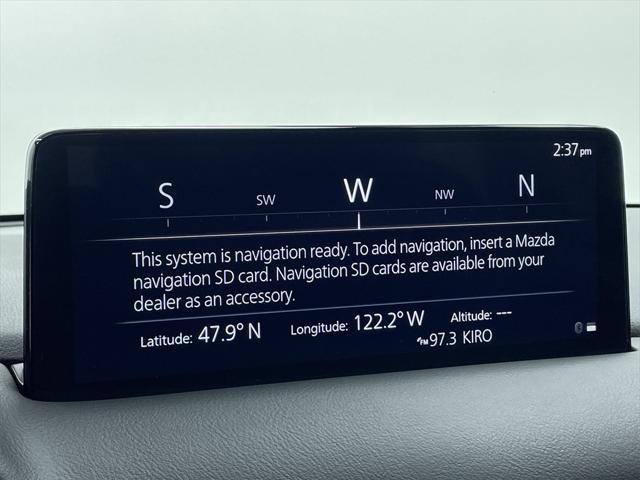 2:37 pm
S SW W NW N
This system is navigation ready. To add navigation, insert a Mazda
navigation SD card. Navigation SD cards are available from your
dealer as an accessory.
Latitude: 47.9° N Longitude: 122.2° W Altitude: ---
FM 97.3 KIRO